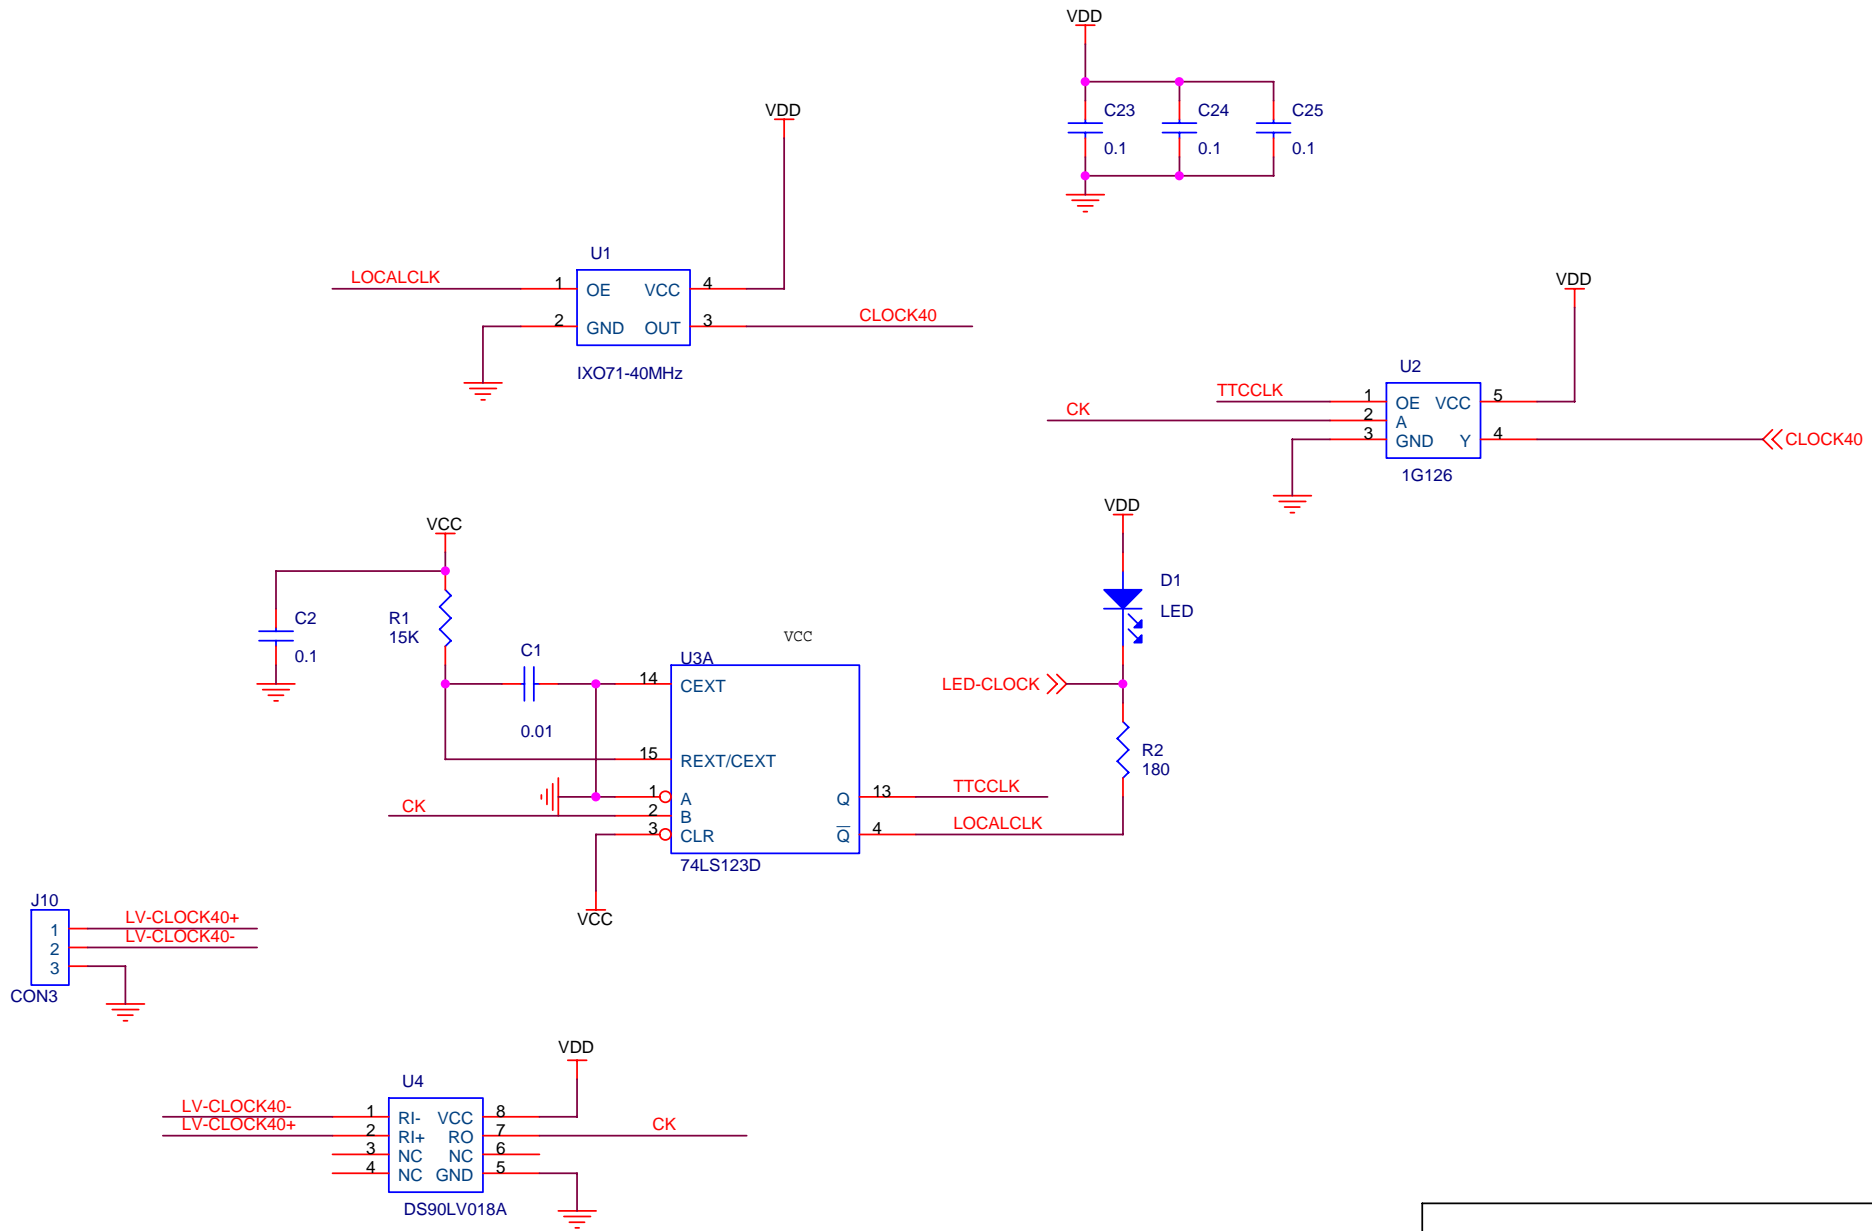 VDD
C23
C24
C25
0.1
0.1
0.1
VDD
U1
LOCALCLK
1
OE
VCC
4
2
GND
OUT
3
CLOCK40
IXO71-40MHz
VDD
U2
TTCCLK
1
OE
VCC
5
CK
2
A
3
GND
Y
4
CLOCK40
1G126
VCC
C2
0.1
R1
15K
C1
0.01
VCC
U3A
14
CEXT
15
REXT/CEXT
1
A
CK
2
B
3
CLR
Q
13
TTCCLK
Q
4
LOCALCLK
74LS123D
VCC
VDD
D1
LED
LED-CLOCK
R2
180
J10
1
LV-CLOCK40+
2
LV-CLOCK40-
3
CON3
VDD
U4
LV-CLOCK40-
1
RI-
VCC
8
LV-CLOCK40+
2
RI+
RO
7
CK
3
NC
NC
6
4
NC
GND
5
DS90LV018A